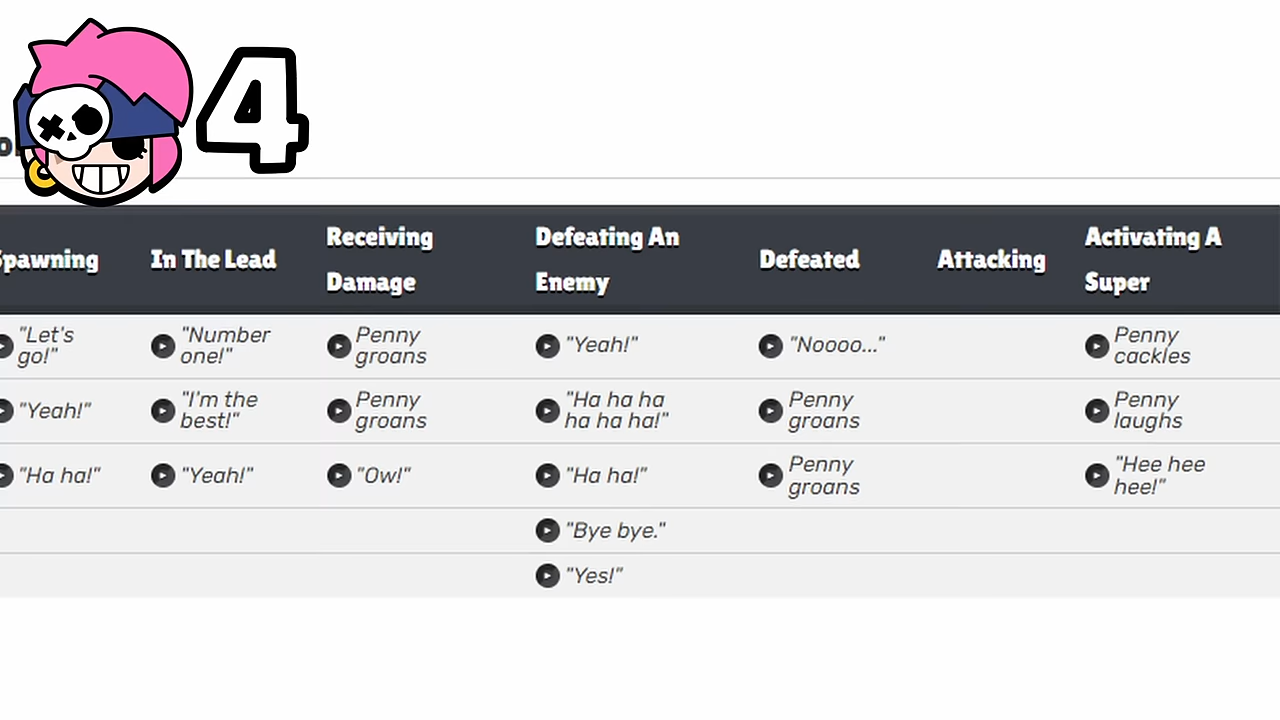 4
Spawning
In The Lead
Receiving
Damage
Defeating An
Enemy
Defeated
Attacking
Activating A
Super
"Let's
go!"
"Number
one!"
Penny
groans
"Yeah!"
"Noooo..."
Penny
cackles
"Yeah!"
"I'm the
best!"
Penny
groans
"Ha ha ha
ha ha ha!"
Penny
groans
Penny
laughs
"Ha ha!"
"Yeah!"
"Ow!"
"Ha ha!"
Penny
groans
"Hee hee
hee!"
"Bye bye."
"Yes!"